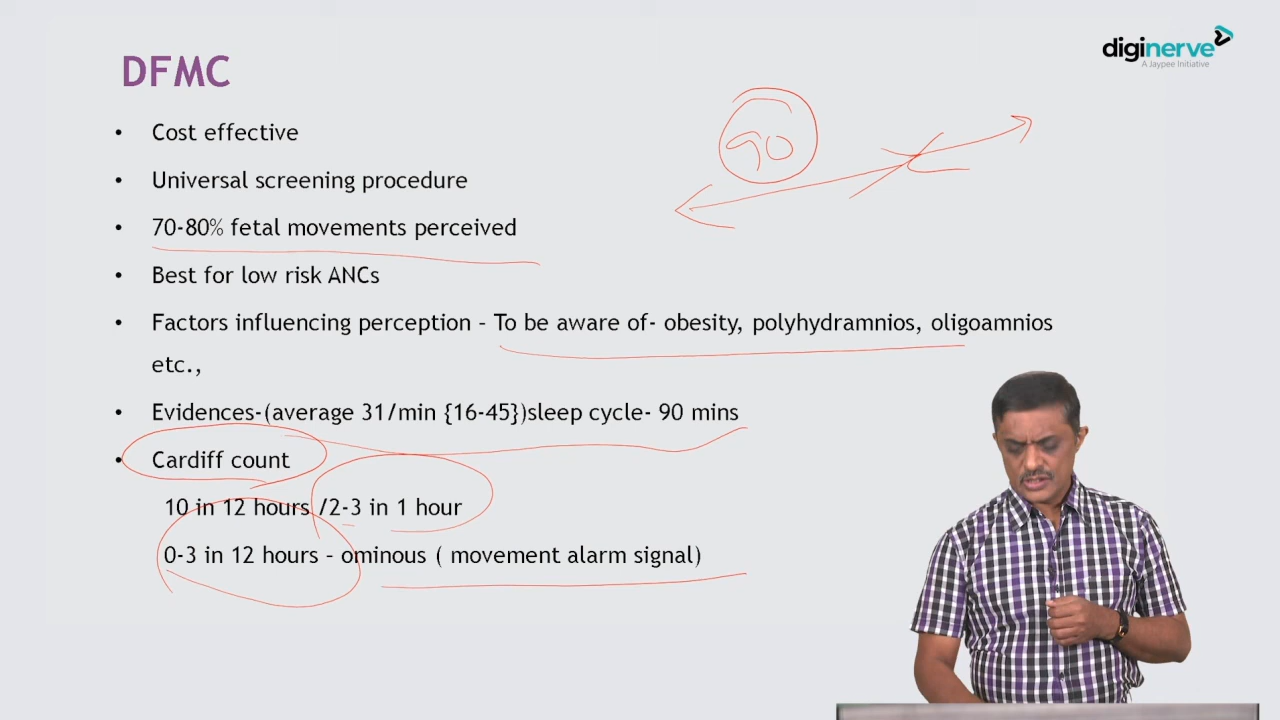 diginerve
A Jaypee Initiative
DFMC
• Cost effective
• Universal screening procedure
• 70-80% fetal movements perceived
• Best for low risk ANCs
• Factors influencing perception – To be aware of- obesity, polyhydramnios, oligoamnios
etc.,
• Evidences-(average 31/min {16-45})sleep cycle- 90 mins
• Cardiff count
10 in 12 hours /2-3 in 1 hour
0-3 in 12 hours – ominous ( movement alarm signal)
90